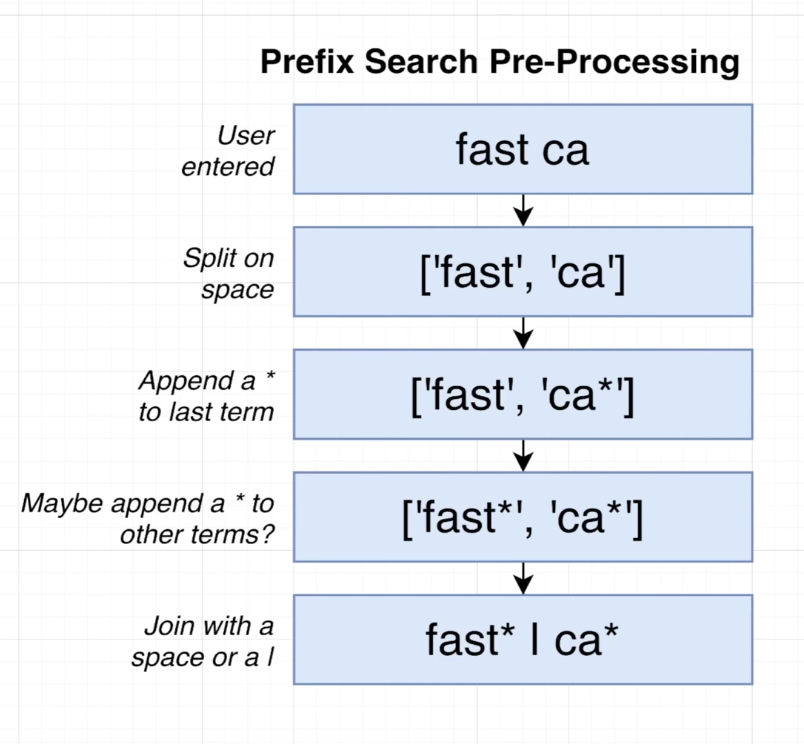 Prefix Search Pre-Processing
User
entered
fast ca
Split on
space
['fast', 'ca']
Append a *
to last term
['fast', 'ca*']
Maybe append a * to
other terms?
['fast*', 'ca*']
Join with a
space or a |
fast* | ca*